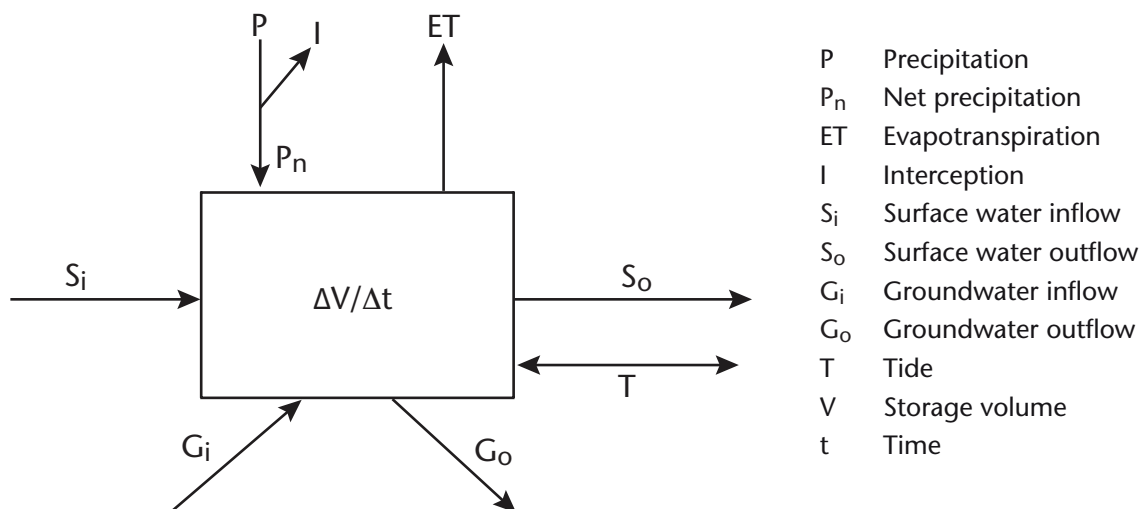 P
I
ET
Pn
Si
ΔV/Δt
So
T
Gi
Go
P Precipitation
Pn Net precipitation
ET Evapotranspiration
I Interception
Si Surface water inflow
So Surface water outflow
Gi Groundwater inflow
Go Groundwater outflow
T Tide
V Storage volume
t Time